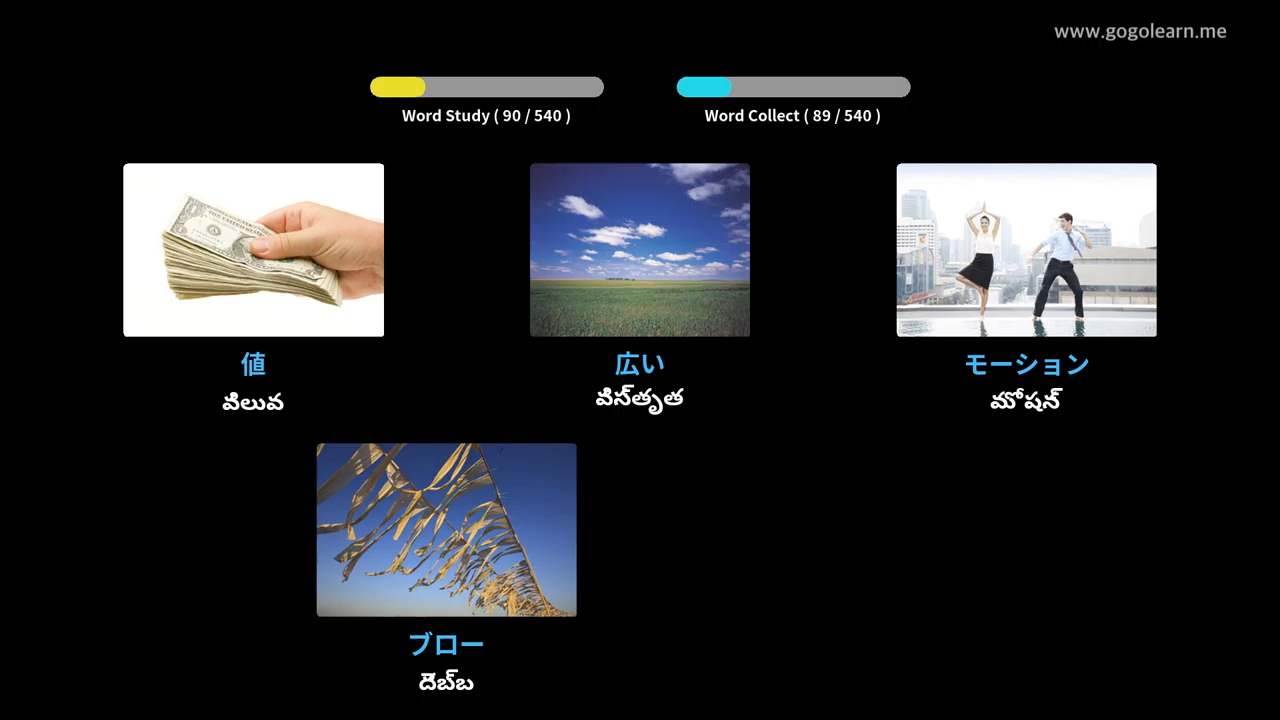 www.gogolearn.me
Word Study ( 90 / 540 )
Word Collect ( 89 / 540 )
値
విలువ
広い
విస్తృత
モーション
మోషన్
ブロー
దెబ్బ